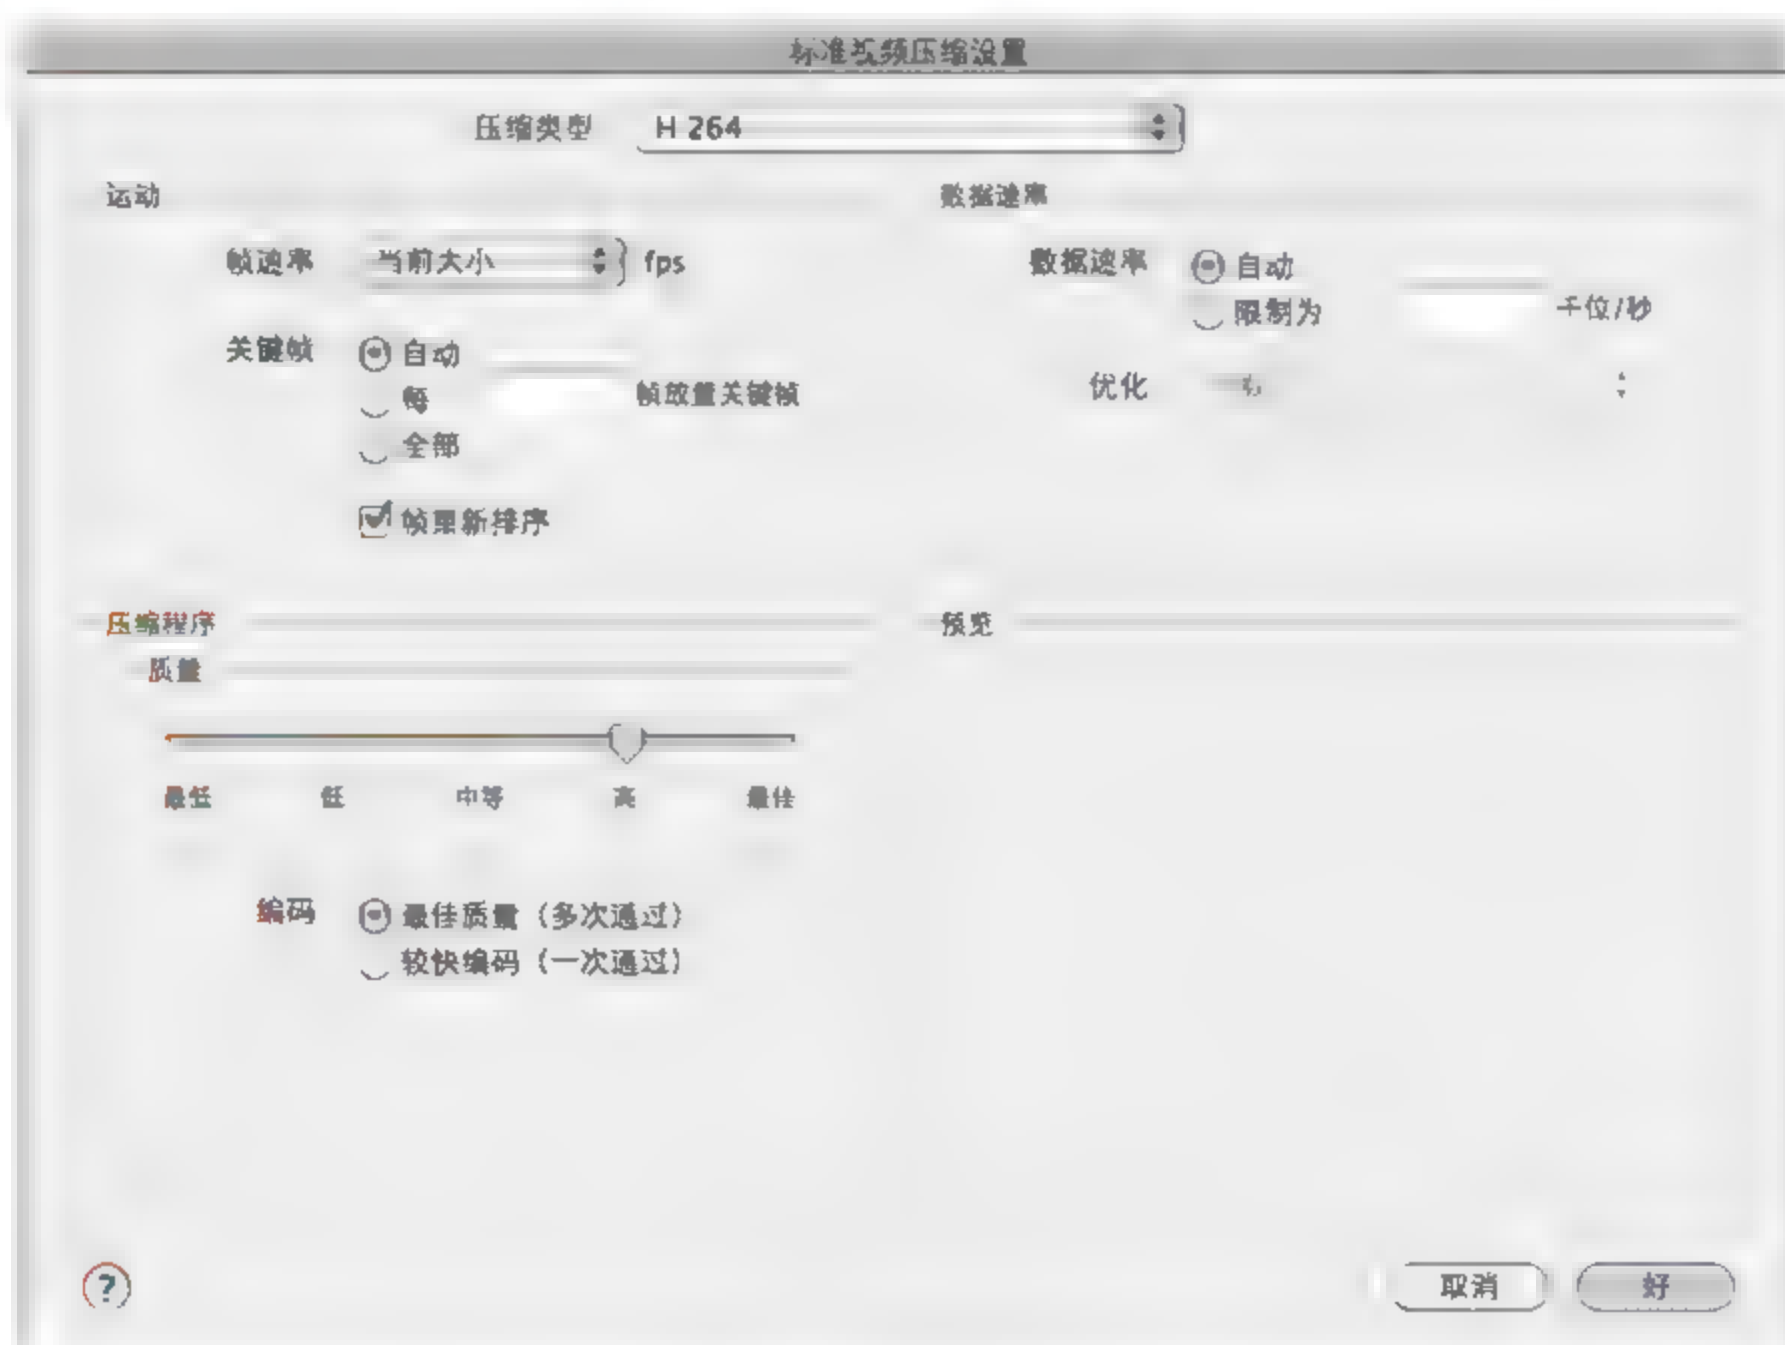 标准视频压缩设置
压缩类型 H 264
运动
帧速率 当前大小 fps
关键帧 自动
每 帧放置关键帧
全部
帧重新排序
数据速率
数据速率 自动
限制为 千位/秒
优化
压缩程序
质量
最低 低 中等 高 最佳
编码 最佳质量（多次通过）
较快编码（一次通过）
预览
? 取消 好